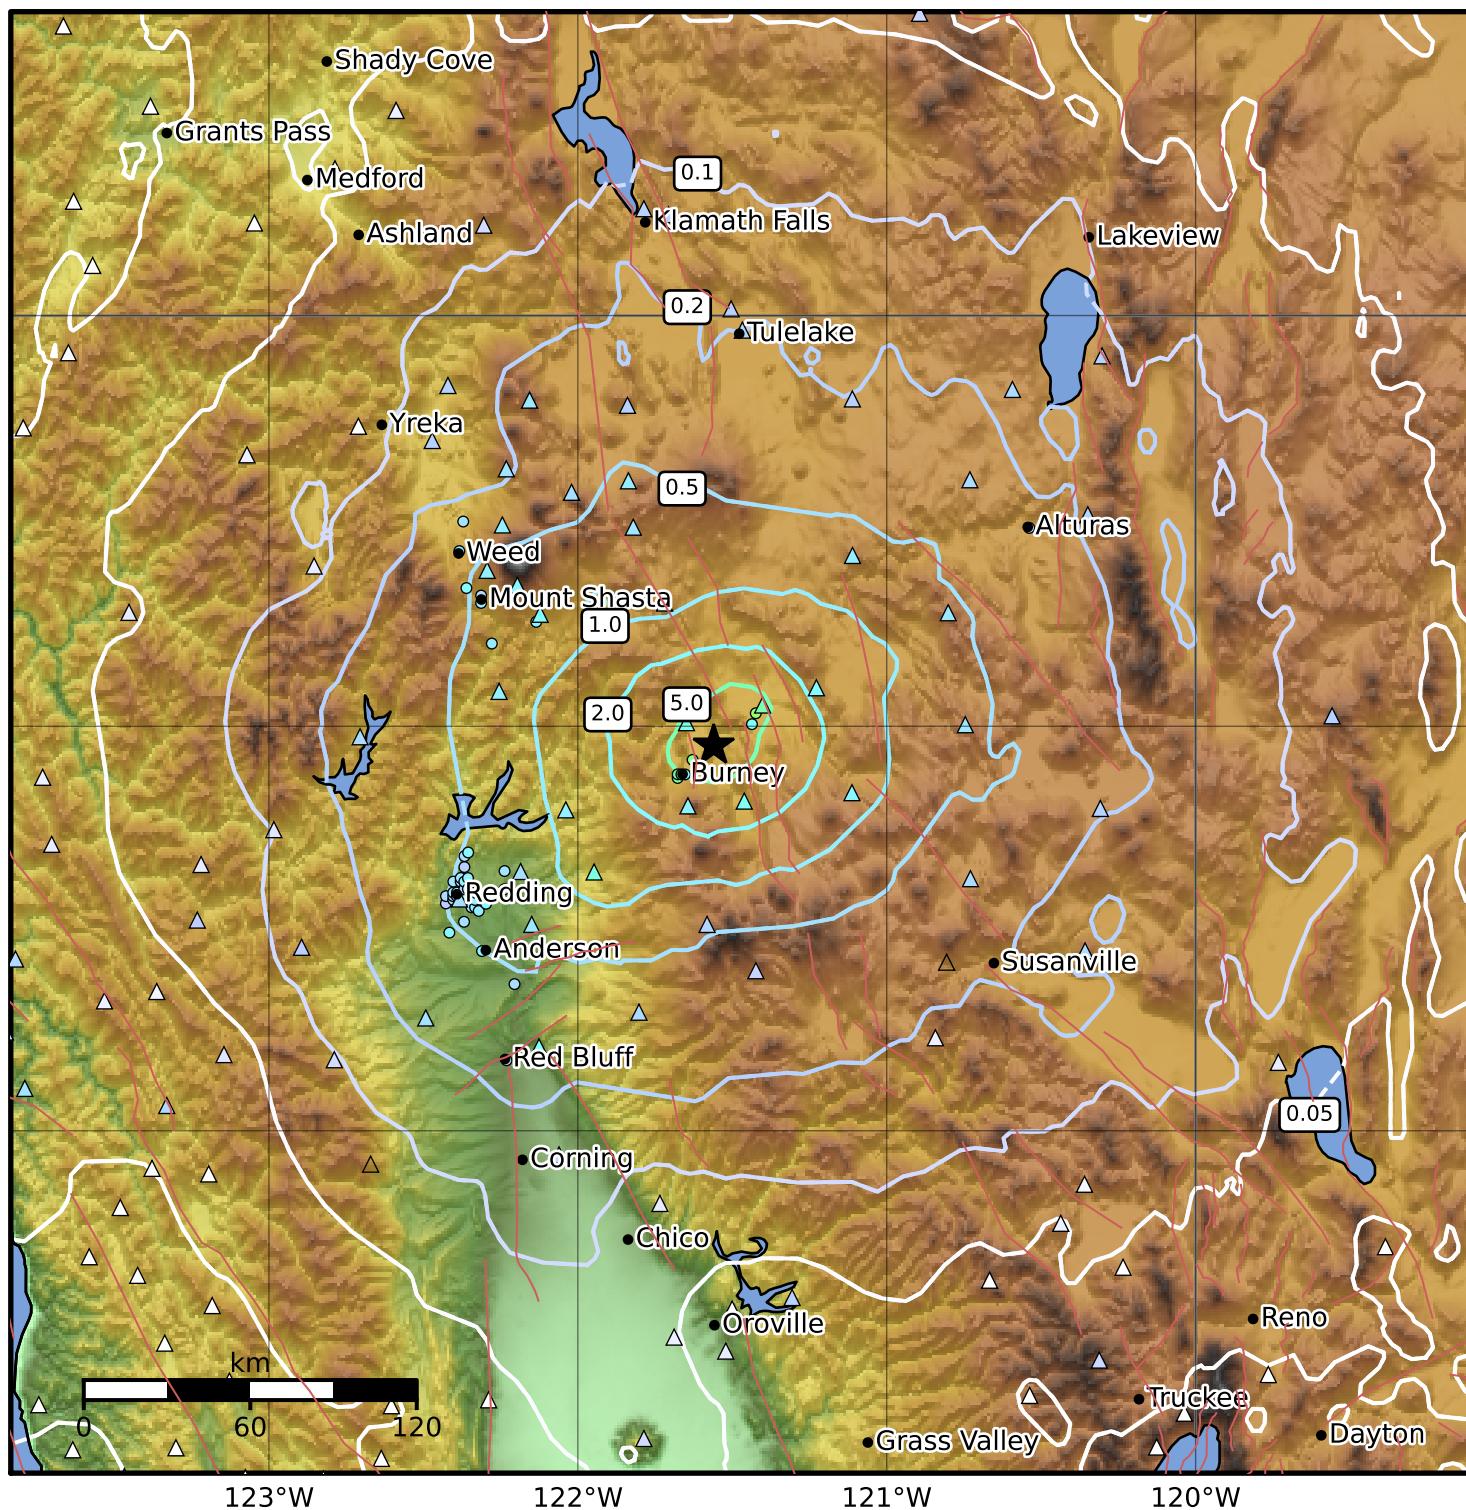 Shady Cove
Grants Pass
Medford
0.1
Klamath Falls
Ashland
Lakeview
0.2
Tulelake
Yreka
0.5
Alturas
Weed
Mount Shasta
1.0
5.0
2.0
Burney
Redding
Anderson
Susanville
Red Bluff
0.05
Corning
Chico
Oroville
Reno
km
0 60 120
Truckee
Grass Valley
Dayton
123°W 122°W 121°W 120°W